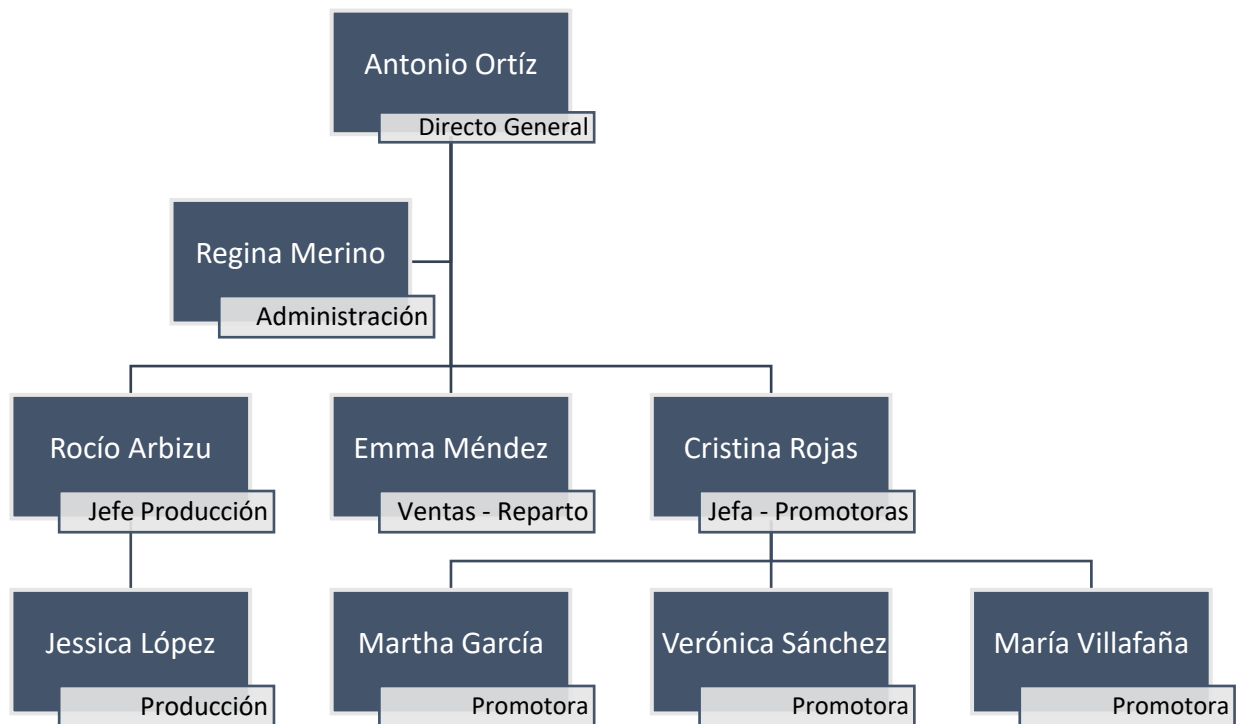 Antonio Ortíz
Directo General
Regina Merino
Administración
Rocío Arbizu
Jefe Producción
Emma Méndez
Ventas - Reparto
Cristina Rojas
Jefa - Promotoras
Jessica López
Producción
Martha García
Promotora
Verónica Sánchez
Promotora
María Villafaña
Promotora